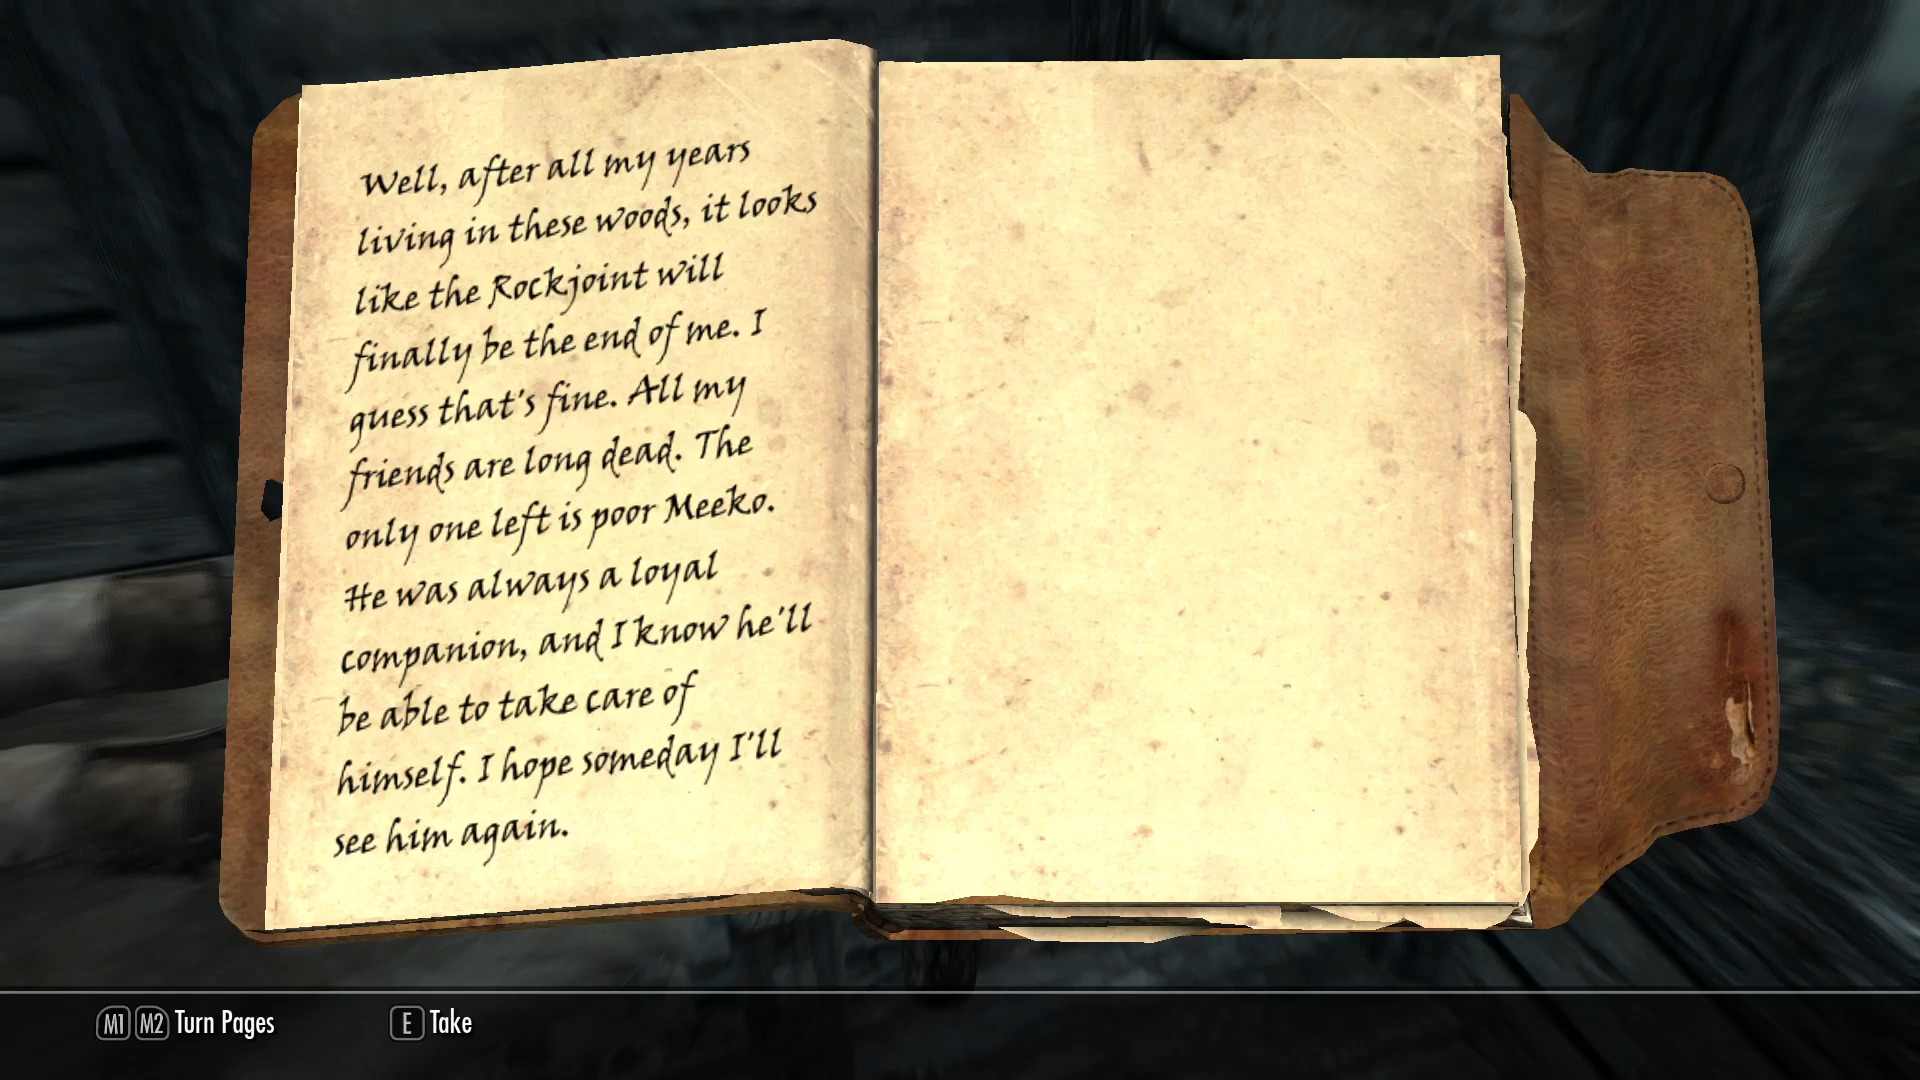 Well, after all my years
living in these woods, it looks
like the Rockjoint will
finally be the end of me. I
guess that's fine. All my
friends are long dead. The
only one left is poor Meeko.
He was always a loyal
companion, and I know he'll
be able to take care of
himself. I hope someday I'll
see him again.
M1 M2 Turn Pages
E Take